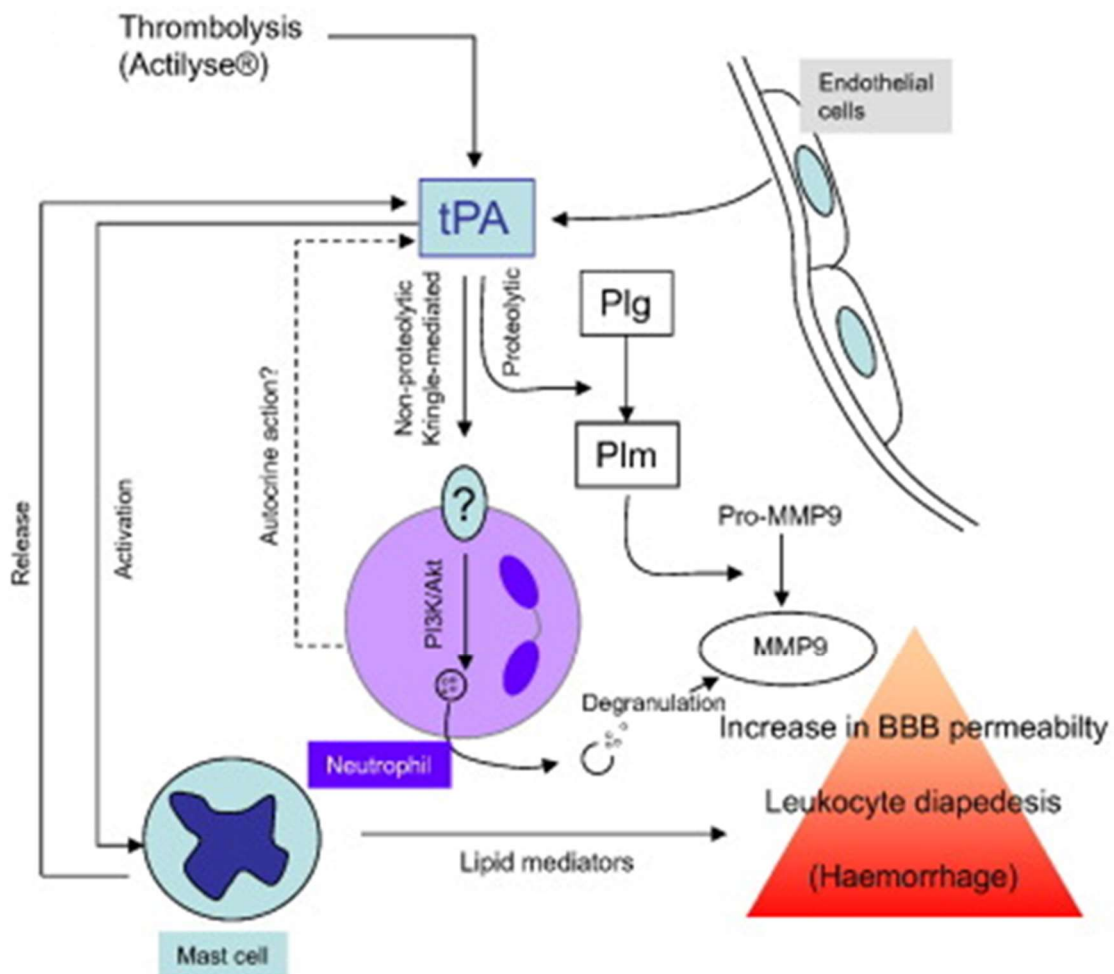 Thrombolysis
(Actilyse®)
Endothelial
cells
tPA
Non-proteolytic
Kringle-mediated
Proteolytic
Plg
Plm
Autocrine action?
Release
Activation
?
PI3K/Akt
Pro-MMP9
MMP9
Degranulation
Neutrophil
Increase in BBB permeabilty
Leukocyte diapedesis
(Haemorrhage)
Lipid mediators
Mast cell